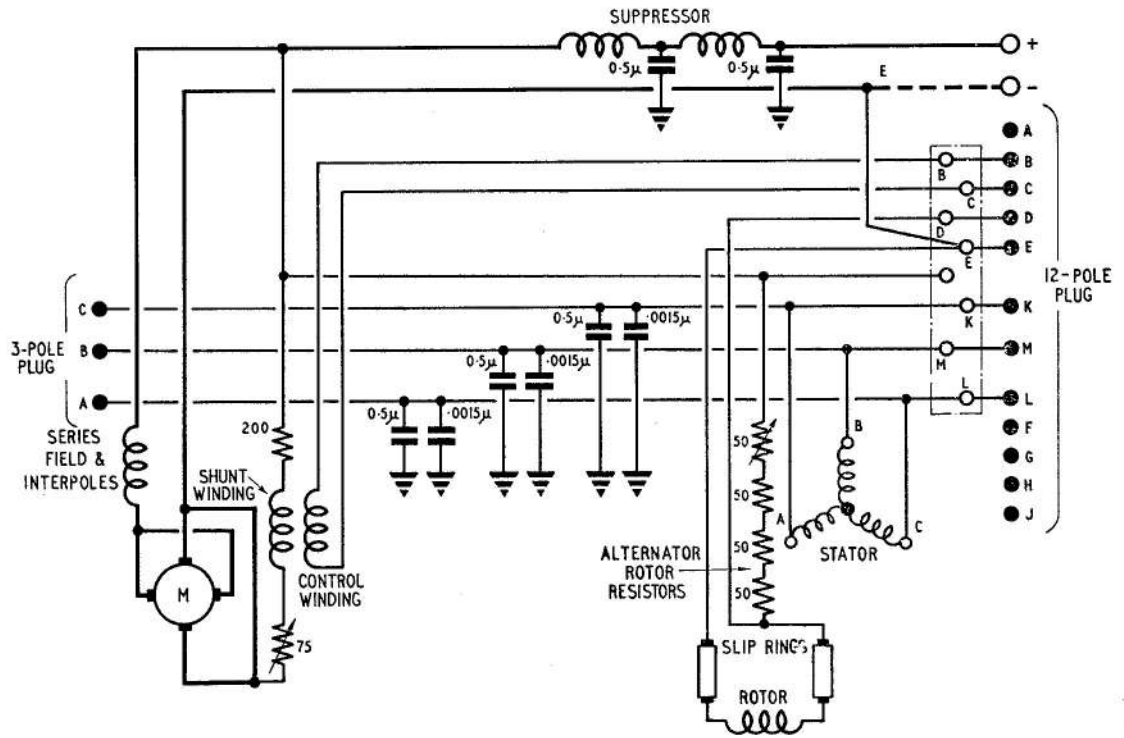 SUPPRESSOR
+
0·5μ
0·5μ
E
-
A
B
B
C
C
D
D
E
E
12-POLE
PLUG
3-POLE
PLUG
C
0·5μ
·0015μ
K
K
B
0·5μ
·0015μ
M
M
A
0·5μ
·0015μ
L
L
F
G
H
J
SERIES
FIELD &
INTERPOLES
200
SHUNT
WINDING
CONTROL
WINDING
M
75
50
50
50
50
ALTERNATOR
ROTOR
RESISTORS
A
B
C
STATOR
SLIP RINGS
ROTOR